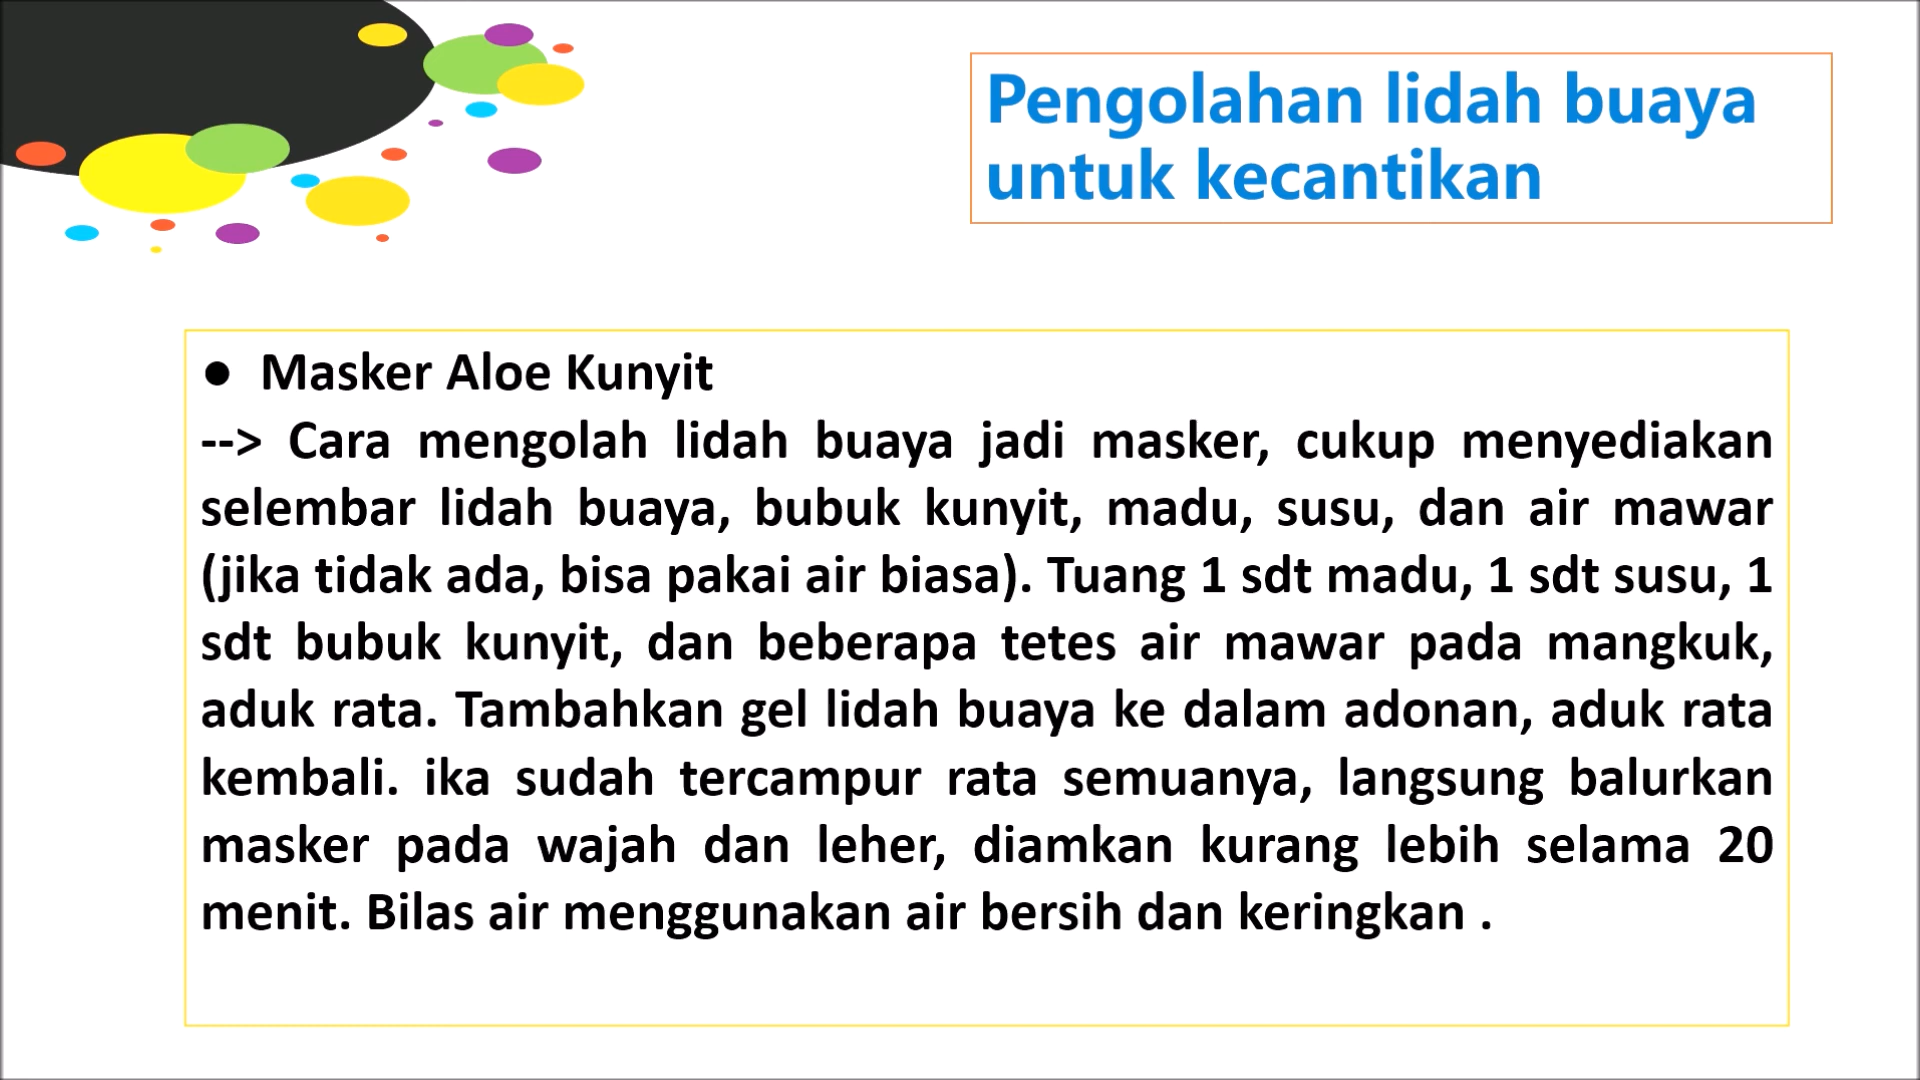 Pengolahan lidah buaya
untuk kecantikan
● Masker Aloe Kunyit
--> Cara mengolah lidah buaya jadi masker, cukup menyediakan
selembar lidah buaya, bubuk kunyit, madu, susu, dan air mawar
(jika tidak ada, bisa pakai air biasa). Tuang 1 sdt madu, 1 sdt susu, 1
sdt bubuk kunyit, dan beberapa tetes air mawar pada mangkuk,
aduk rata. Tambahkan gel lidah buaya ke dalam adonan, aduk rata
kembali. ika sudah tercampur rata semuanya, langsung balurkan
masker pada wajah dan leher, diamkan kurang lebih selama 20
menit. Bilas air menggunakan air bersih dan keringkan .